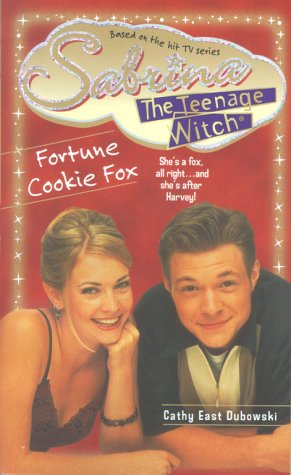 Based on the hit TV series
Sabrina
The Teenage
Witch®
Fortune
Cookie Fox
She's a fox,
all right...and
she's after
Harvey!
Cathy East Dubowski